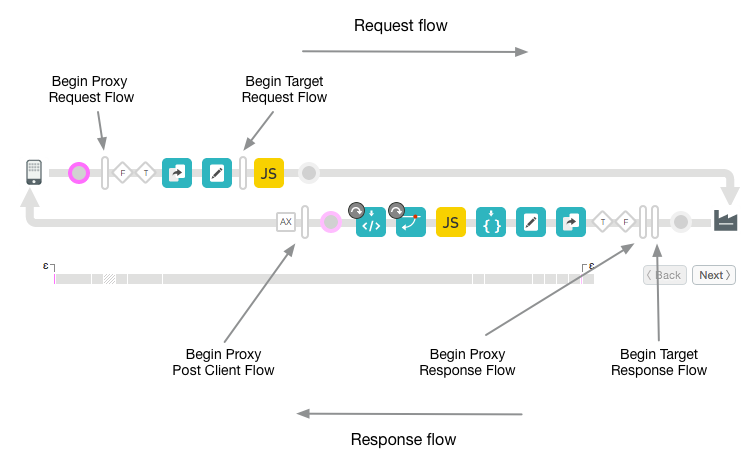 Request flow
Begin Proxy
Request Flow
Begin Target
Request Flow
F
T
JS
AX
</>
JS
{ }
T
F
ε
ε
Back
Next
Begin Proxy
Post Client Flow
Begin Proxy
Response Flow
Begin Target
Response Flow
Response flow